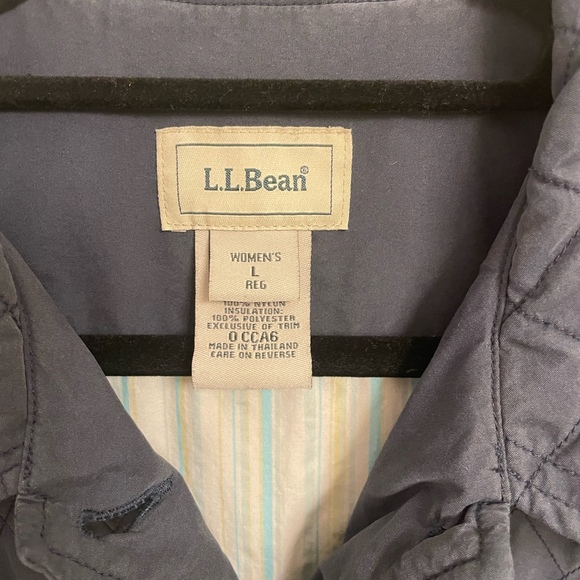 L.L.Bean®
WOMEN'S
L
REG
100% NYLON
INSULATION:
100% POLYESTER
EXCLUSIVE OF TRIM
0 CCA6
MADE IN THAILAND
CARE ON REVERSE